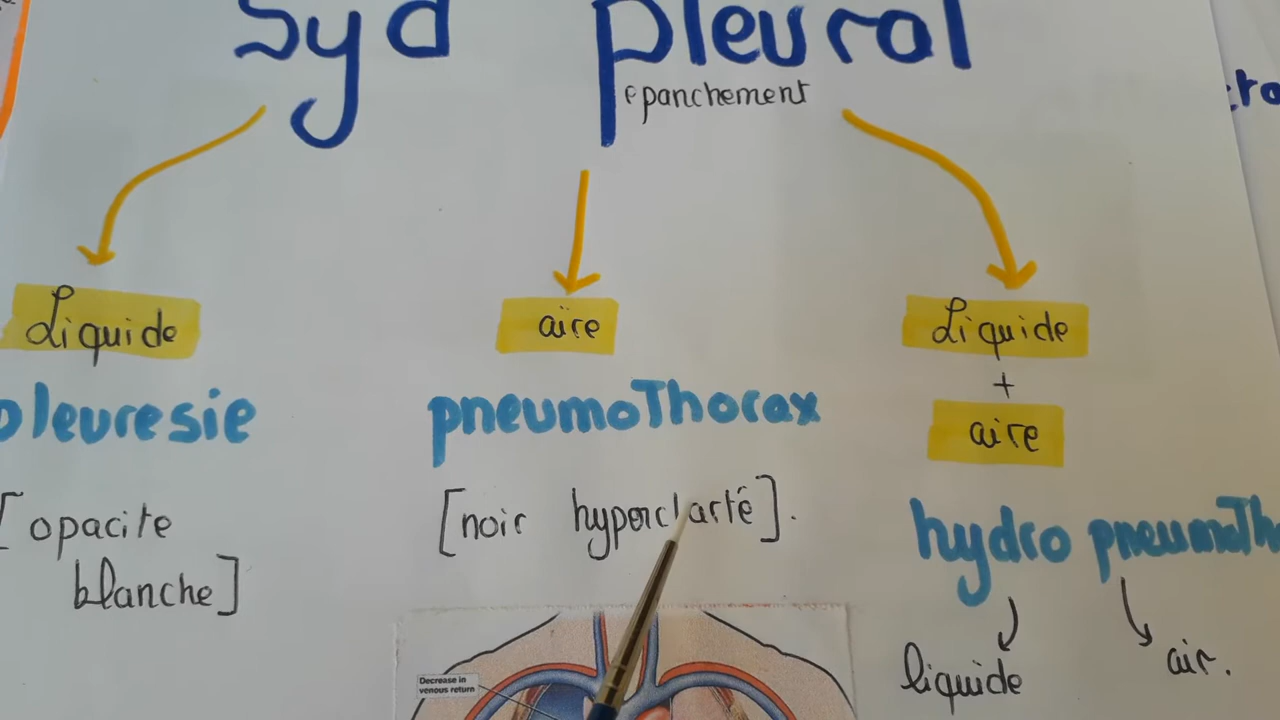 Syd pleural
epanchement
Liquide
aire
Liquide
+
aire
pleuresie
pneumoThorax
[opacite
blanche]
[noir hyperclarté].
hydro pneumoTh
liquide
air.
Decrease in
venous return